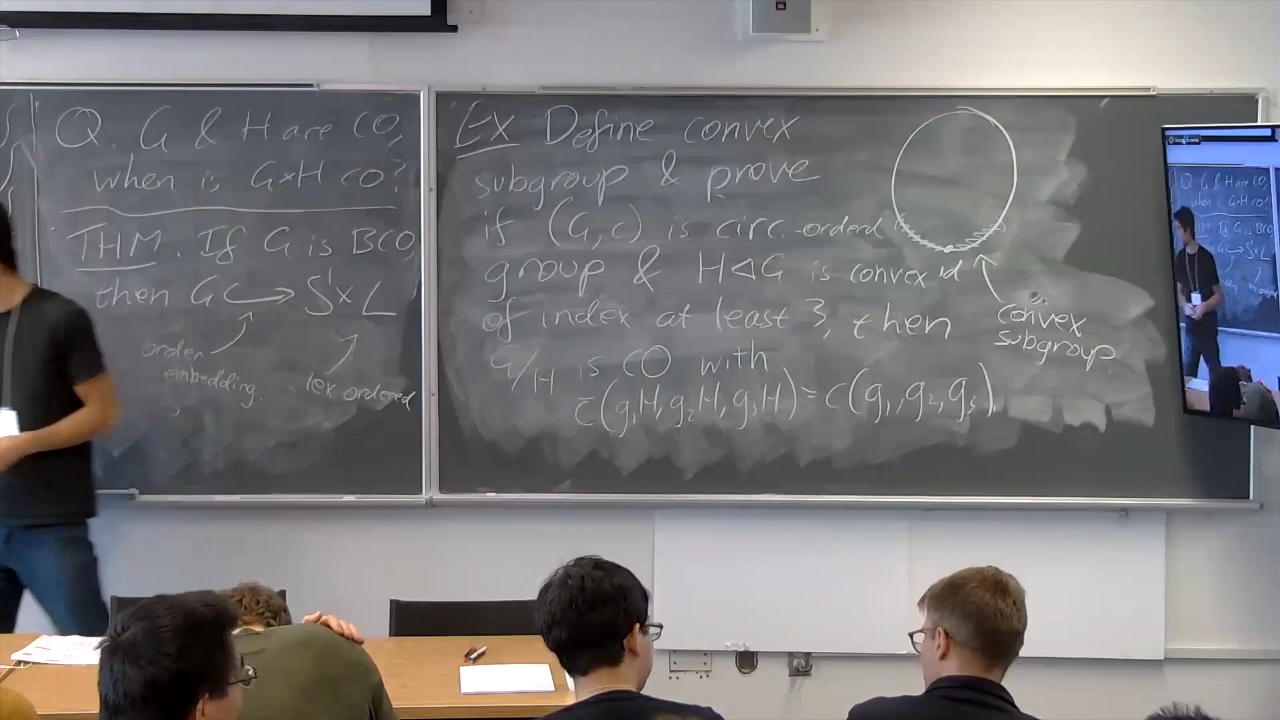 Q. G & H are CO,
when is G×H CO?
THM. If G is BCO,
then G ↪ S¹×L
order
embedding.
lex ordered
Ex Define convex
subgroup & prove
if (G,c) is circ.-ordered
group & H◁G is convex
of index at least 3, then
G/H is CO with
c̄(g₁H,g₂H,g₃H)=c(g₁,g₂,g₃).
id
convex
subgroup